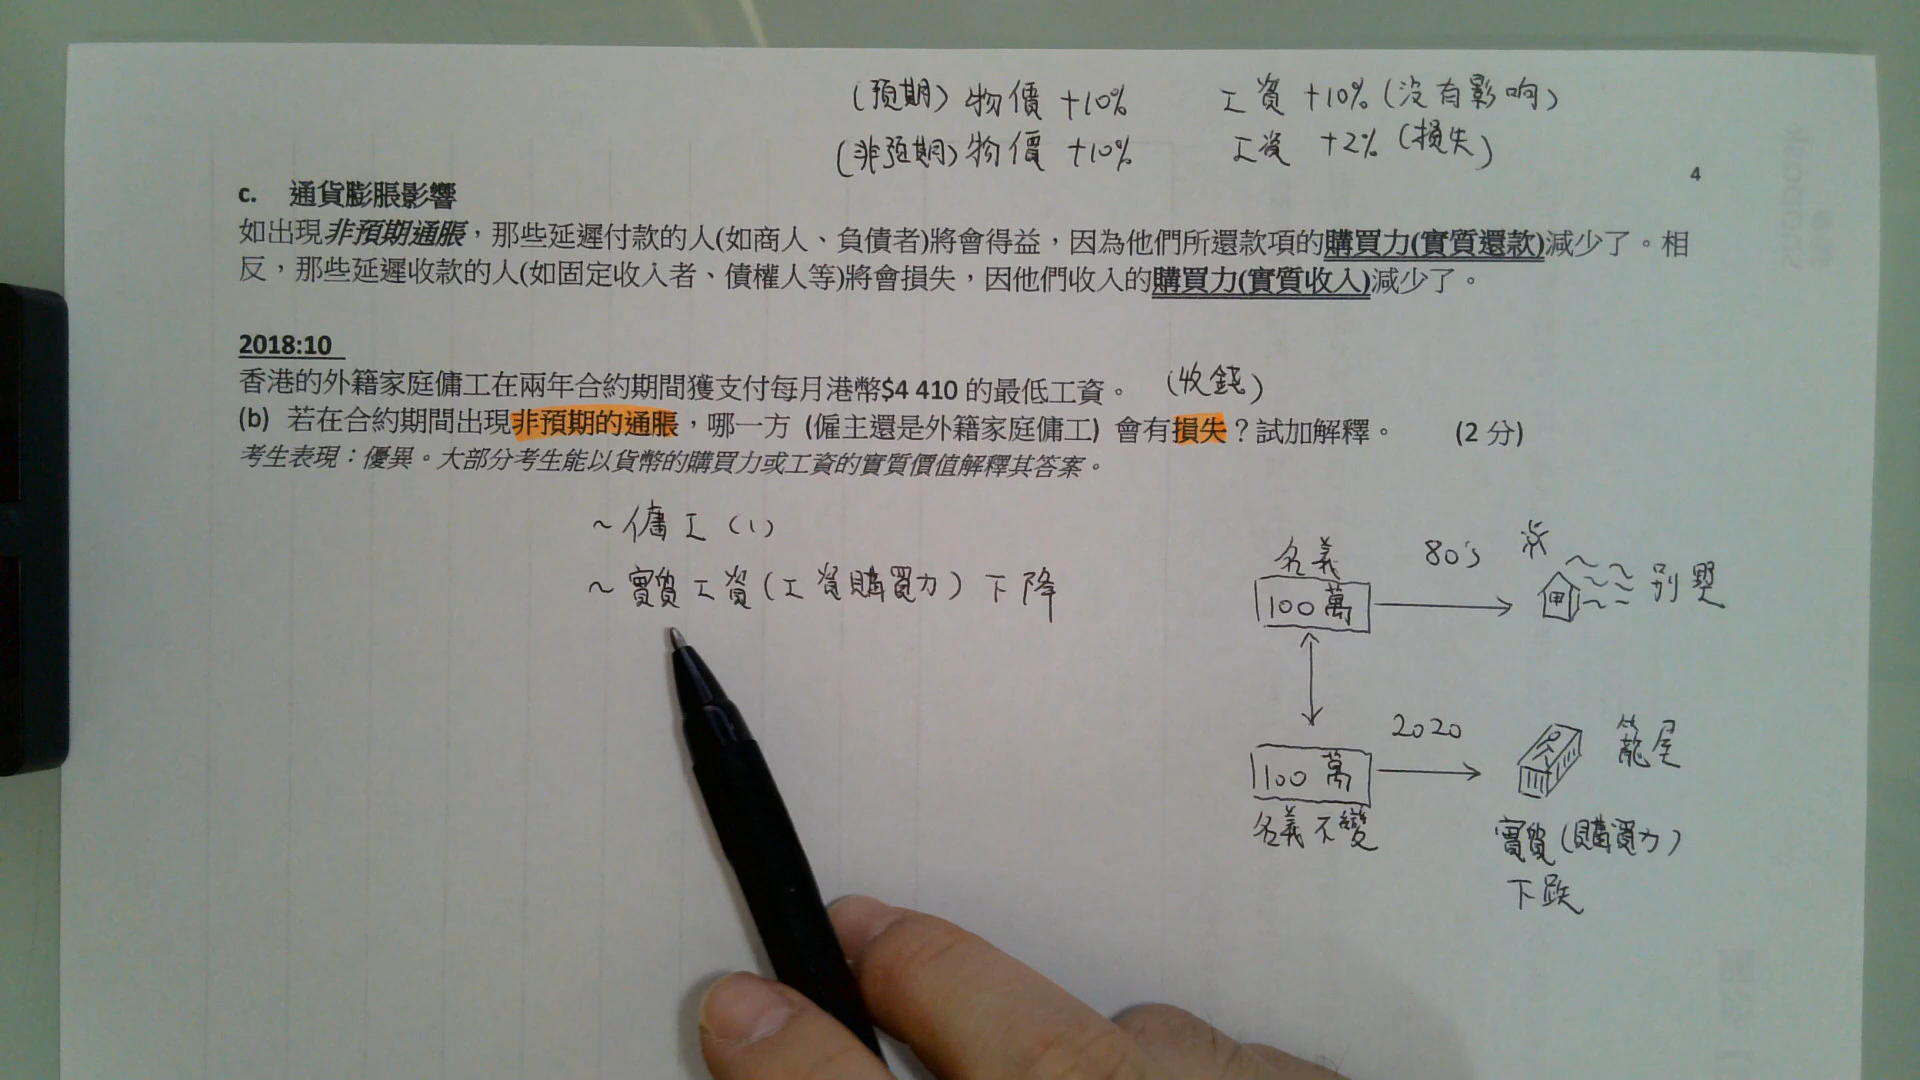 (預期) 物價 +10% 工資 +10% (沒有影响)
(非預期) 物價 +10% 工資 +2% (損失)
4
c. 通貨膨脹影響
如出現非預期通脹，那些延遲付款的人(如商人、負債者)將會得益，因為他們所還款項的購買力(實質還款)減少了。相
反，那些延遲收款的人(如固定收入者、債權人等)將會損失，因他們收入的購買力(實質收入)減少了。
2018:10
香港的外籍家庭傭工在兩年合約期間獲支付每月港幣$4 410 的最低工資。 (收錢)
(b) 若在合約期間出現非預期的通脹，哪一方 (僱主還是外籍家庭傭工) 會有損失？試加解釋。 (2 分)
考生表現：優異。大部分考生能以貨幣的購買力或工資的實質價值解釋其答案。
~ 傭工 (1)
~ 實質工資 (工資購買力) 下降
名義 80's
100萬 別墅
2020 籠屋
100 萬
名義不變 實質 (購買力)
下跌